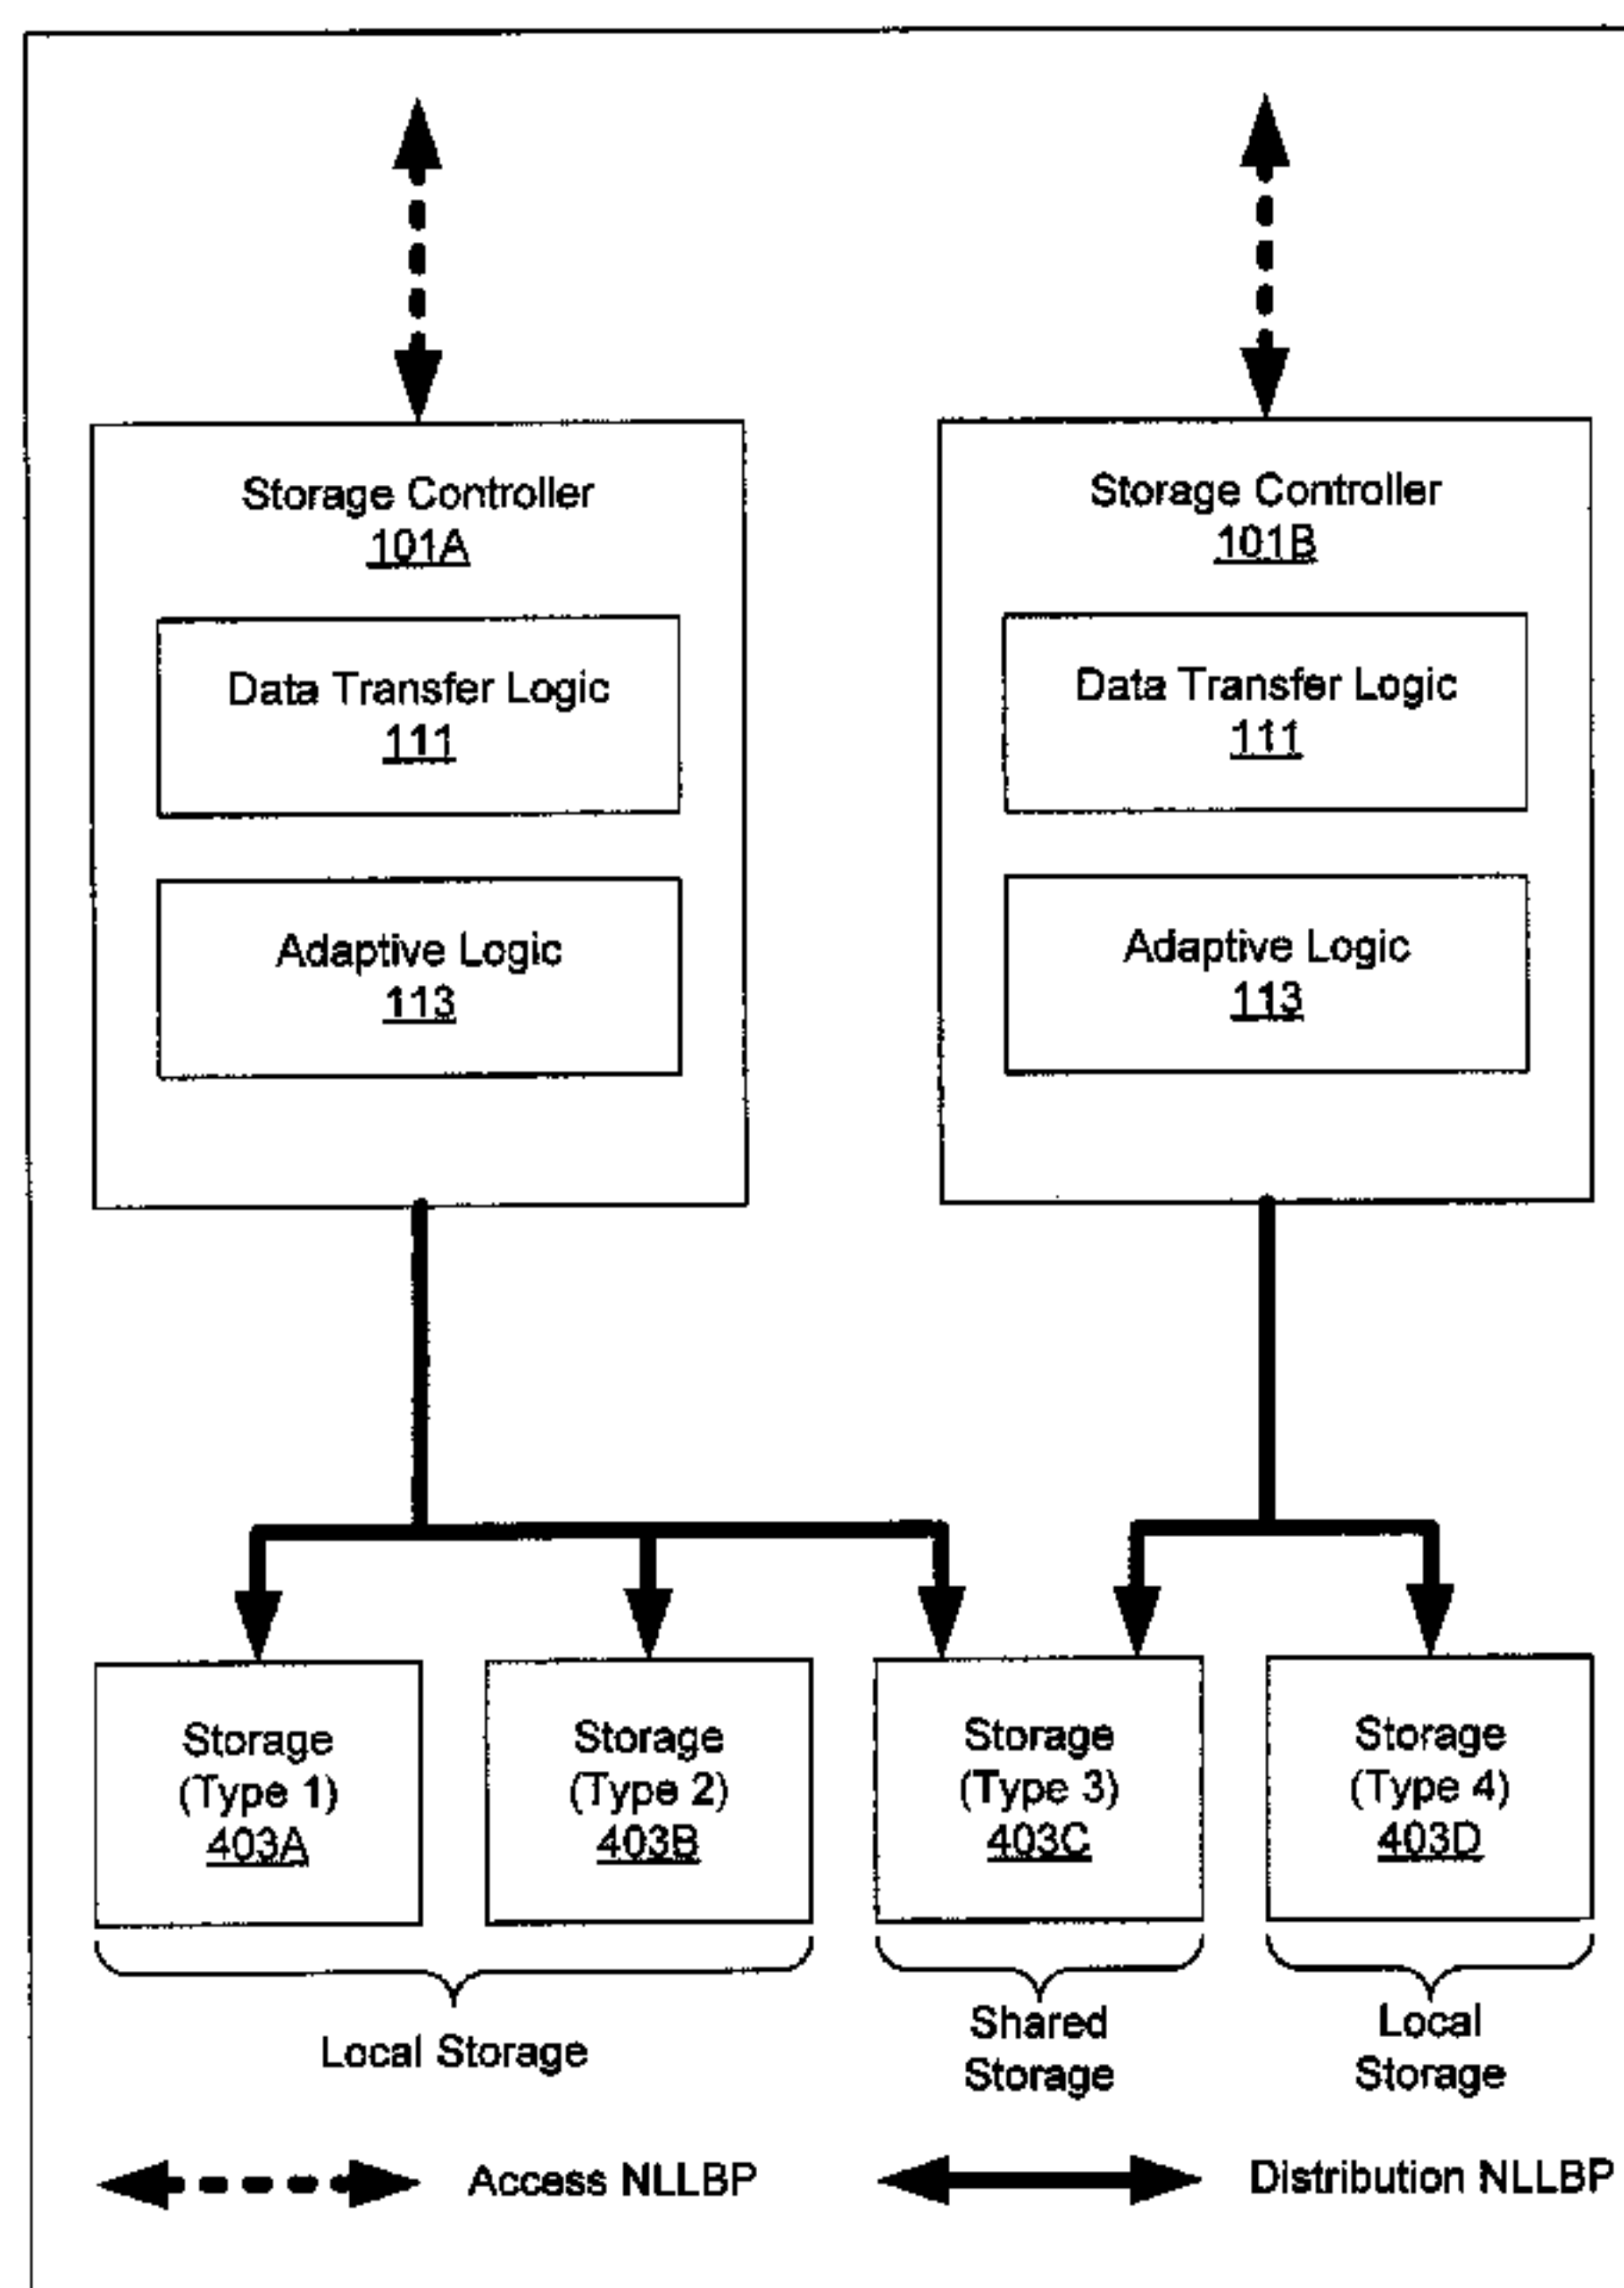 Storage Controller
101A
Data Transfer Logic
111
Adaptive Logic
113
Storage Controller
101B
Data Transfer Logic
111
Adaptive Logic
113
Storage
(Type 1)
403A
Storage
(Type 2)
403B
Storage
(Type 3)
403C
Storage
(Type 4)
403D
Local Storage
Shared
Storage
Local
Storage
Access NLLBP
Distribution NLLBP